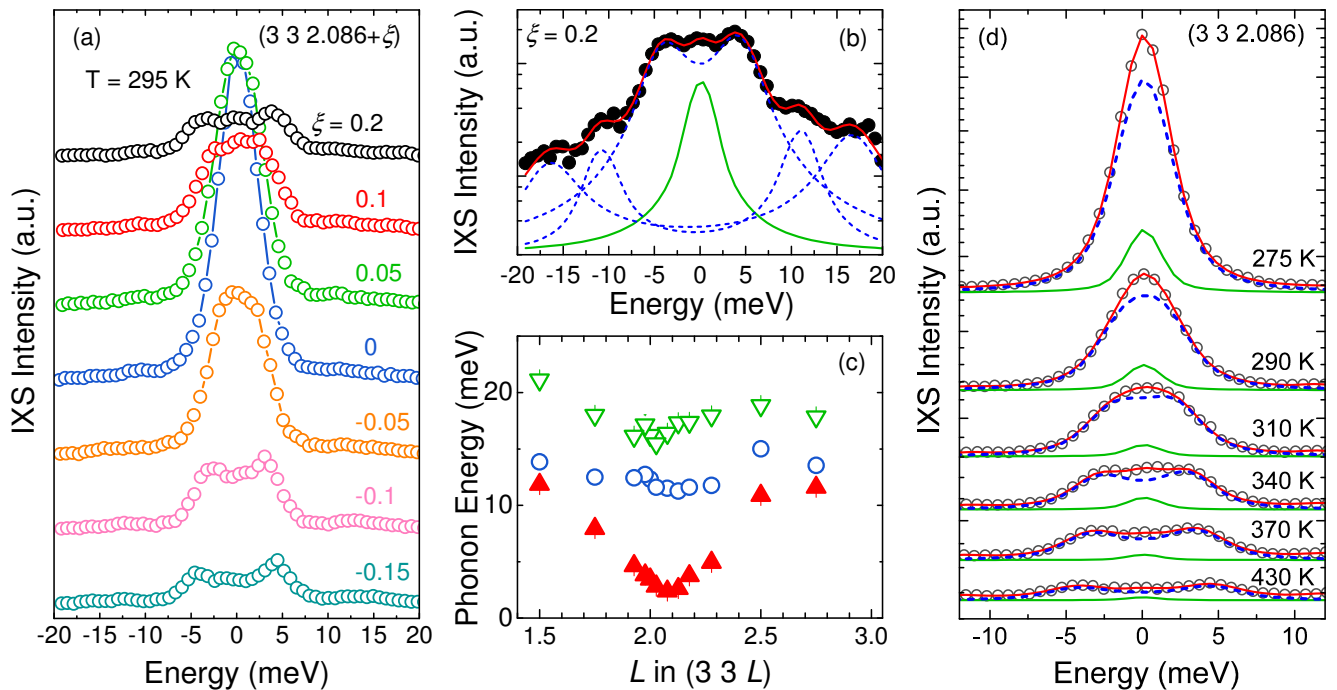 (a)
(3 3 2.086+ξ)
T = 295 K
ξ = 0.2
0.1
0.05
0
-0.05
-0.1
-0.15
IXS Intensity (a.u.)
-20 -15 -10 -5 0 5 10 15 20
Energy (meV)
ξ = 0.2
(b)
IXS Intensity (a.u.)
-20 -15 -10 -5 0 5 10 15 20
Energy (meV)
(c)
Phonon Energy (meV)
20
10
0
1.5 2.0 2.5 3.0
L in (3 3 L)
(d)
(3 3 2.086)
275 K
290 K
310 K
340 K
370 K
430 K
IXS Intensity (a.u.)
-10 -5 0 5 10
Energy (meV)